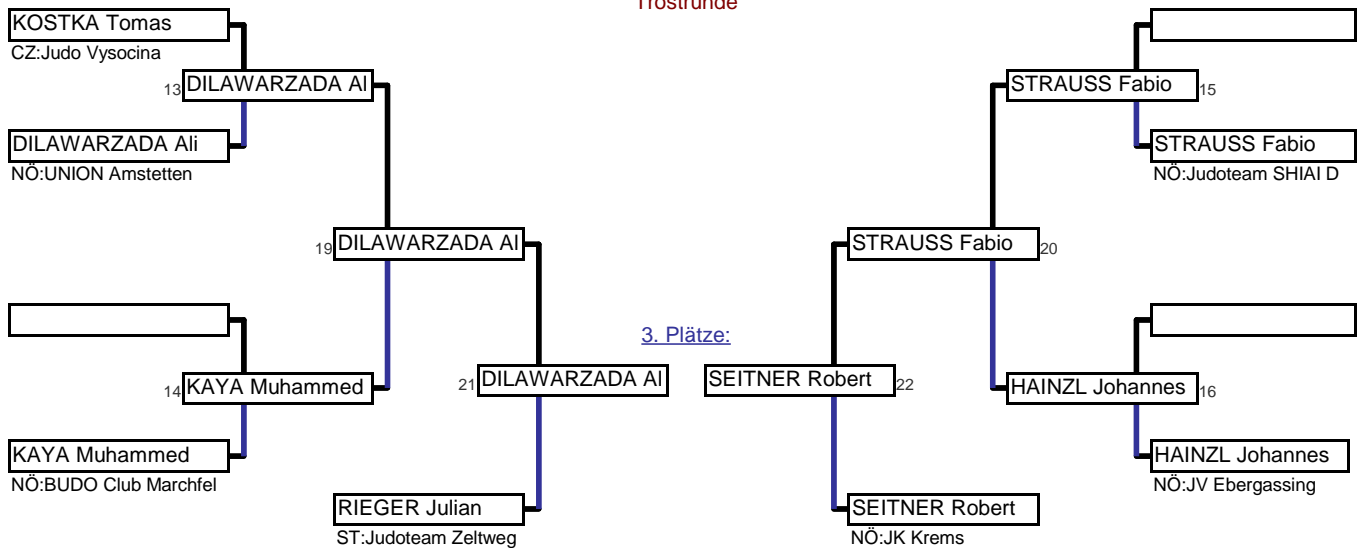 Trostrunde
KOSTKA Tomas
CZ:Judo Vysocina
13 DILAWARZADA Al
STRAUSS Fabio 15
DILAWARZADA Ali
NÖ:UNION Amstetten
STRAUSS Fabio
NÖ:Judoteam SHIAI D
19 DILAWARZADA Al
STRAUSS Fabio 20
3. Plätze:
14 KAYA Muhammed
21 DILAWARZADA Al
SEITNER Robert 22
HAINZL Johannes 16
KAYA Muhammed
NÖ:BUDO Club Marchfel
HAINZL Johannes
NÖ:JV Ebergassing
RIEGER Julian
ST:Judoteam Zeltweg
SEITNER Robert
NÖ:JK Krems